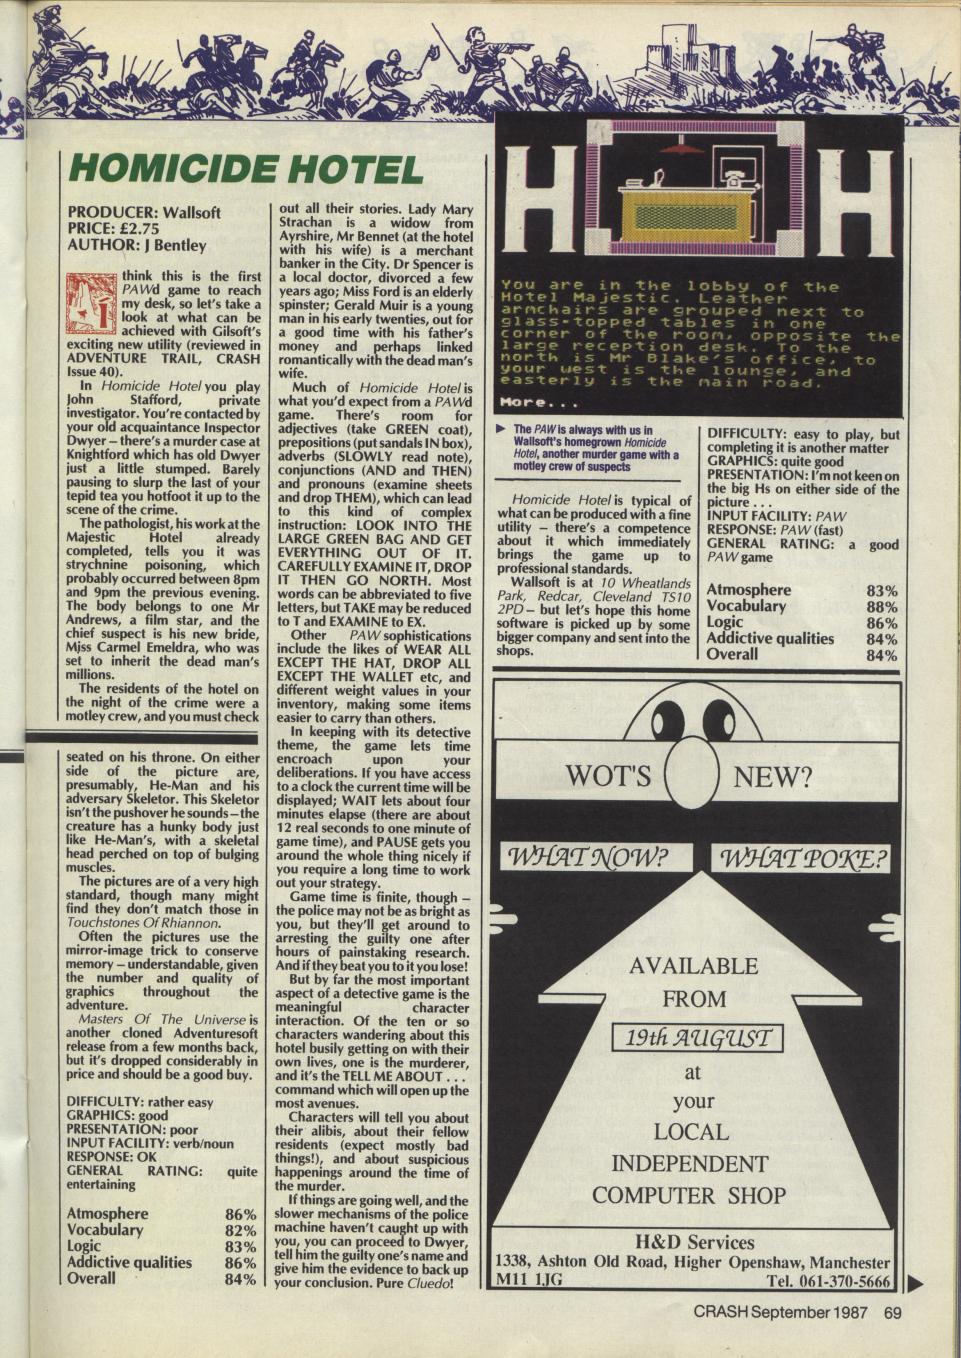 HOMICIDE HOTEL
PRODUCER: Wallsoft
PRICE: £2.75
AUTHOR: J Bentley
I think this is the first
PAWd game to reach
my desk, so let's take a
look at what can be
achieved with Gilsoft's
exciting new utility (reviewed in
ADVENTURE TRAIL, CRASH
Issue 40).
In Homicide Hotel you play
John Stafford, private
investigator. You're contacted by
your old acquaintance Inspector
Dwyer – there's a murder case at
Knightford which has old Dwyer
just a little stumped. Barely
pausing to slurp the last of your
tepid tea you hotfoot it up to the
scene of the crime.
The pathologist, his work at the
Majestic Hotel already
completed, tells you it was
strychnine poisoning, which
probably occurred between 8pm
and 9pm the previous evening.
The body belongs to one Mr
Andrews, a film star, and the
chief suspect is his new bride,
Miss Carmel Emeldra, who was
set to inherit the dead man's
millions.
The residents of the hotel on
the night of the crime were a
motley crew, and you must check
out all their stories. Lady Mary
Strachan is a widow from
Ayrshire, Mr Bennet (at the hotel
with his wife) is a merchant
banker in the City. Dr Spencer is
a local doctor, divorced a few
years ago; Miss Ford is an elderly
spinster; Gerald Muir is a young
man in his early twenties, out for
a good time with his father's
money and perhaps linked
romantically with the dead man's
wife.
Much of Homicide Hotel is
what you'd expect from a PAWd
game. There's room for
adjectives (take GREEN coat),
prepositions (put sandals IN box),
adverbs (SLOWLY read note),
conjunctions (AND and THEN)
and pronouns (examine sheets
and drop THEM), which can lead
to this kind of complex
instruction: LOOK INTO THE
LARGE GREEN BAG AND GET
EVERYTHING OUT OF IT.
CAREFULLY EXAMINE IT, DROP
IT THEN GO NORTH. Most
words can be abbreviated to five
letters, but TAKE may be reduced
to T and EXAMINE to EX.
Other PAW sophistications
include the likes of WEAR ALL
EXCEPT THE HAT, DROP ALL
EXCEPT THE WALLET etc, and
different weight values in your
inventory, making some items
easier to carry than others.
In keeping with its detective
theme, the game lets time
encroach upon your
deliberations. If you have access
to a clock the current time will be
displayed; WAIT lets about four
minutes elapse (there are about
12 real seconds to one minute of
game time), and PAUSE gets you
around the whole thing nicely if
you require a long time to work
out your strategy.
Game time is finite, though –
the police may not be as bright as
you, but they'll get around to
arresting the guilty one after
hours of painstaking research.
And if they beat you to it you lose!
But by far the most important
aspect of a detective game is the
meaningful character
interaction. Of the ten or so
characters wandering about this
hotel busily getting on with their
own lives, one is the murderer,
and it's the TELL ME ABOUT . . .
command which will open up the
most avenues.
Characters will tell you about
their alibis, about their fellow
residents (expect mostly bad
things!), and about suspicious
happenings around the time of
the murder.
If things are going well, and the
slower mechanisms of the police
machine haven't caught up with
you, you can proceed to Dwyer,
tell him the guilty one's name and
give him the evidence to back up
your conclusion. Pure Cluedo!
H H
You are in the lobby of the
Hotel Majestic. Leather
armchairs are grouped next to
glass-topped tables in one
corner of the room, opposite the
large reception desk. To the
north is Mr Blake's office, to
your west is the lounge, and
easterly is the main road.
More...
The PAW is always with us in
Wallsoft's homegrown Homicide
Hotel, another murder game with a
motley crew of suspects
Homicide Hotel is typical of
what can be produced with a fine
utility – there's a competence
about it which immediately
brings the game up to
professional standards.
Wallsoft is at 10 Wheatlands
Park, Redcar, Cleveland TS10
2PD – but let's hope this home
software is picked up by some
bigger company and sent into the
shops.
DIFFICULTY: easy to play, but
completing it is another matter
GRAPHICS: quite good
PRESENTATION: I'm not keen on
the big Hs on either side of the
picture . . .
INPUT FACILITY: PAW
RESPONSE: PAW (fast)
GENERAL RATING: a good
PAW game
Atmosphere 83%
Vocabulary 88%
Logic 86%
Addictive qualities 84%
Overall 84%
seated on his throne. On either
side of the picture are,
presumably, He-Man and his
adversary Skeletor. This Skeletor
isn't the pushover he sounds – the
creature has a hunky body just
like He-Man's, with a skeletal
head perched on top of bulging
muscles.
The pictures are of a very high
standard, though many might
find they don't match those in
Touchstones Of Rhiannon.
Often the pictures use the
mirror-image trick to conserve
memory – understandable, given
the number and quality of
graphics throughout the
adventure.
Masters Of The Universe is
another cloned Adventuresoft
release from a few months back,
but it's dropped considerably in
price and should be a good buy.
DIFFICULTY: rather easy
GRAPHICS: good
PRESENTATION: poor
INPUT FACILITY: verb/noun
RESPONSE: OK
GENERAL RATING: quite
entertaining
Atmosphere 86%
Vocabulary 82%
Logic 83%
Addictive qualities 86%
Overall 84%
WOT'S NEW?
WHAT NOW? WHAT POKE?
AVAILABLE
FROM
19th AUGUST
at
your
LOCAL
INDEPENDENT
COMPUTER SHOP
H&D Services
1338, Ashton Old Road, Higher Openshaw, Manchester
M11 1JG Tel. 061-370-5666
CRASH September 1987 69